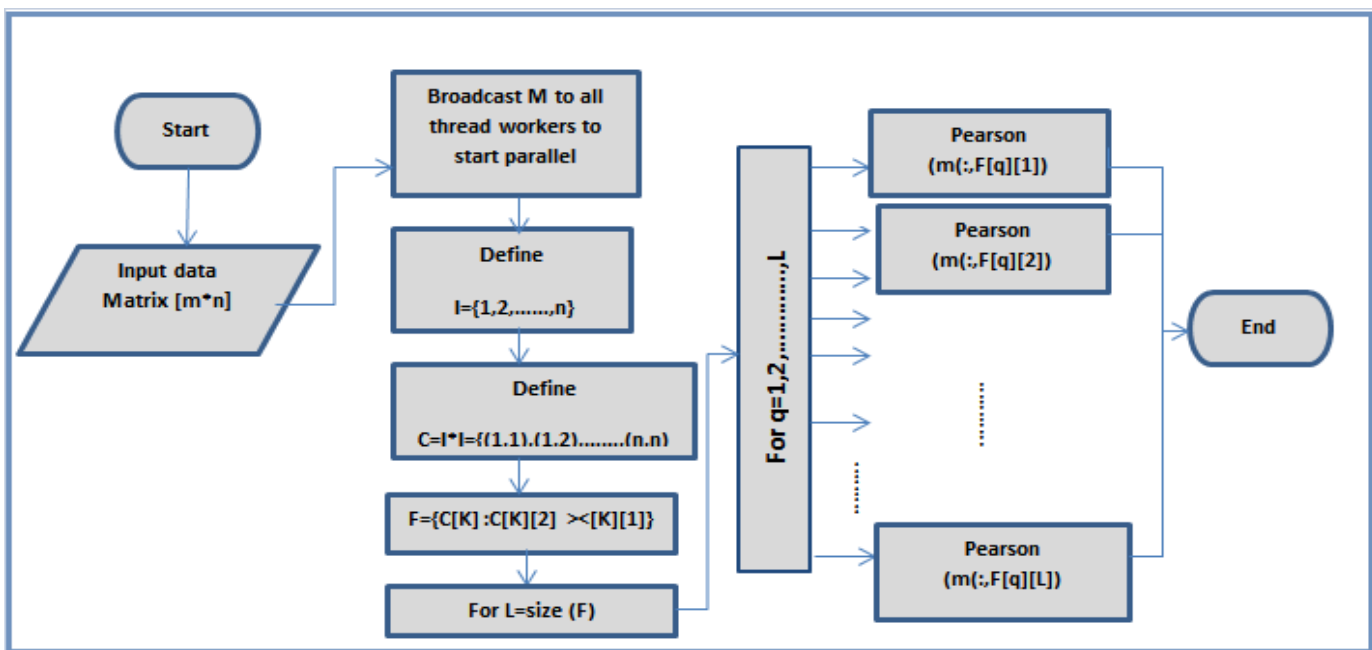 Start
Input data
Matrix [m*n]
Broadcast M to all
thread workers to
start parallel
Define
I={1,2,......,n}
Define
C=I*I={(1,1),(1,2)........(n,n)
F={C[K] :C[K][2] ><[K][1]}
For L=size (F)
For q=1,2,.............,L
Pearson
(m(:,F[q][1])
Pearson
(m(:,F[q][2])
..........
........
Pearson
(m(:,F[q][L])
End